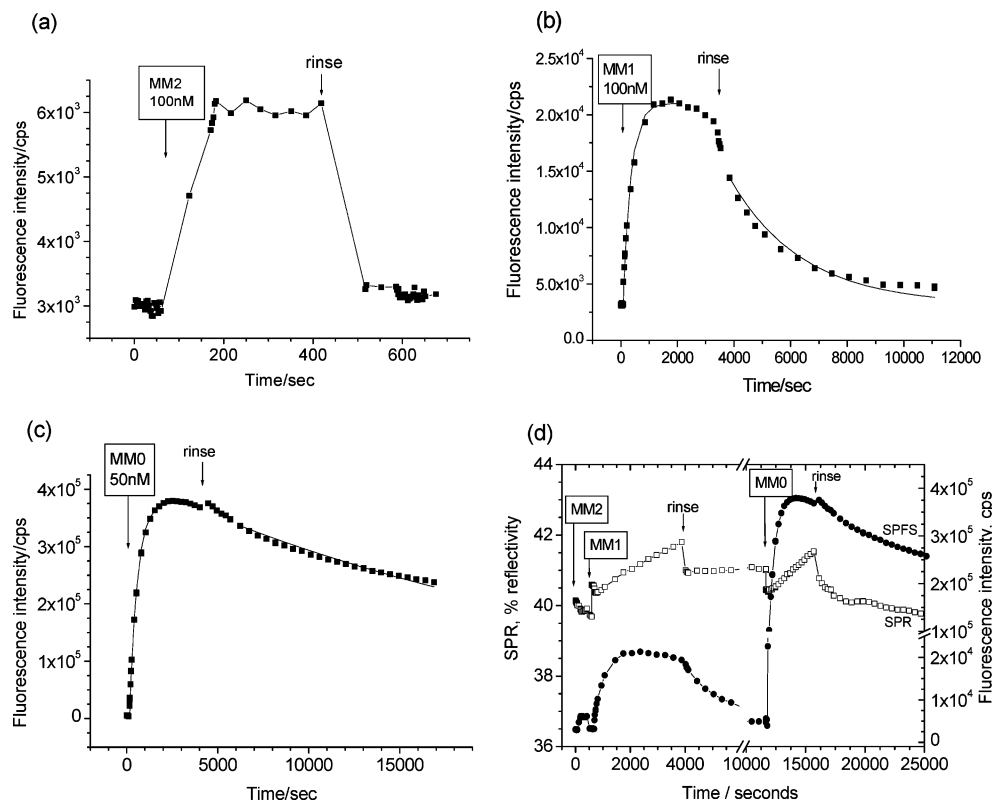 (a)
MM2
100nM
rinse
6x10³
5x10³
4x10³
3x10³
0 200 400 600
Fluorescence intensity/cps
Time/sec
(b)
MM1
100nM
rinse
2.5x10⁴
2.0x10⁴
1.5x10⁴
1.0x10⁴
5.0x10³
0.0
0 2000 4000 6000 8000 10000 12000
Fluorescence intensity/cps
Time/sec
(c)
MM0
50nM
rinse
4x10⁵
3x10⁵
2x10⁵
1x10⁵
0
0 5000 10000 15000
Fluorescence intensity/cps
Time/sec
(d)
MM2
MM1
rinse
MM0
rinse
SPFS
SPR
44
42
40
38
36
SPR, % reflectivity
4x10⁵
3x10⁵
2x10⁵
1x10⁵
2x10⁴
1x10⁴
0
Fluorescence intensity, cps
0 2000 4000 10000 15000 20000 25000
Time / seconds